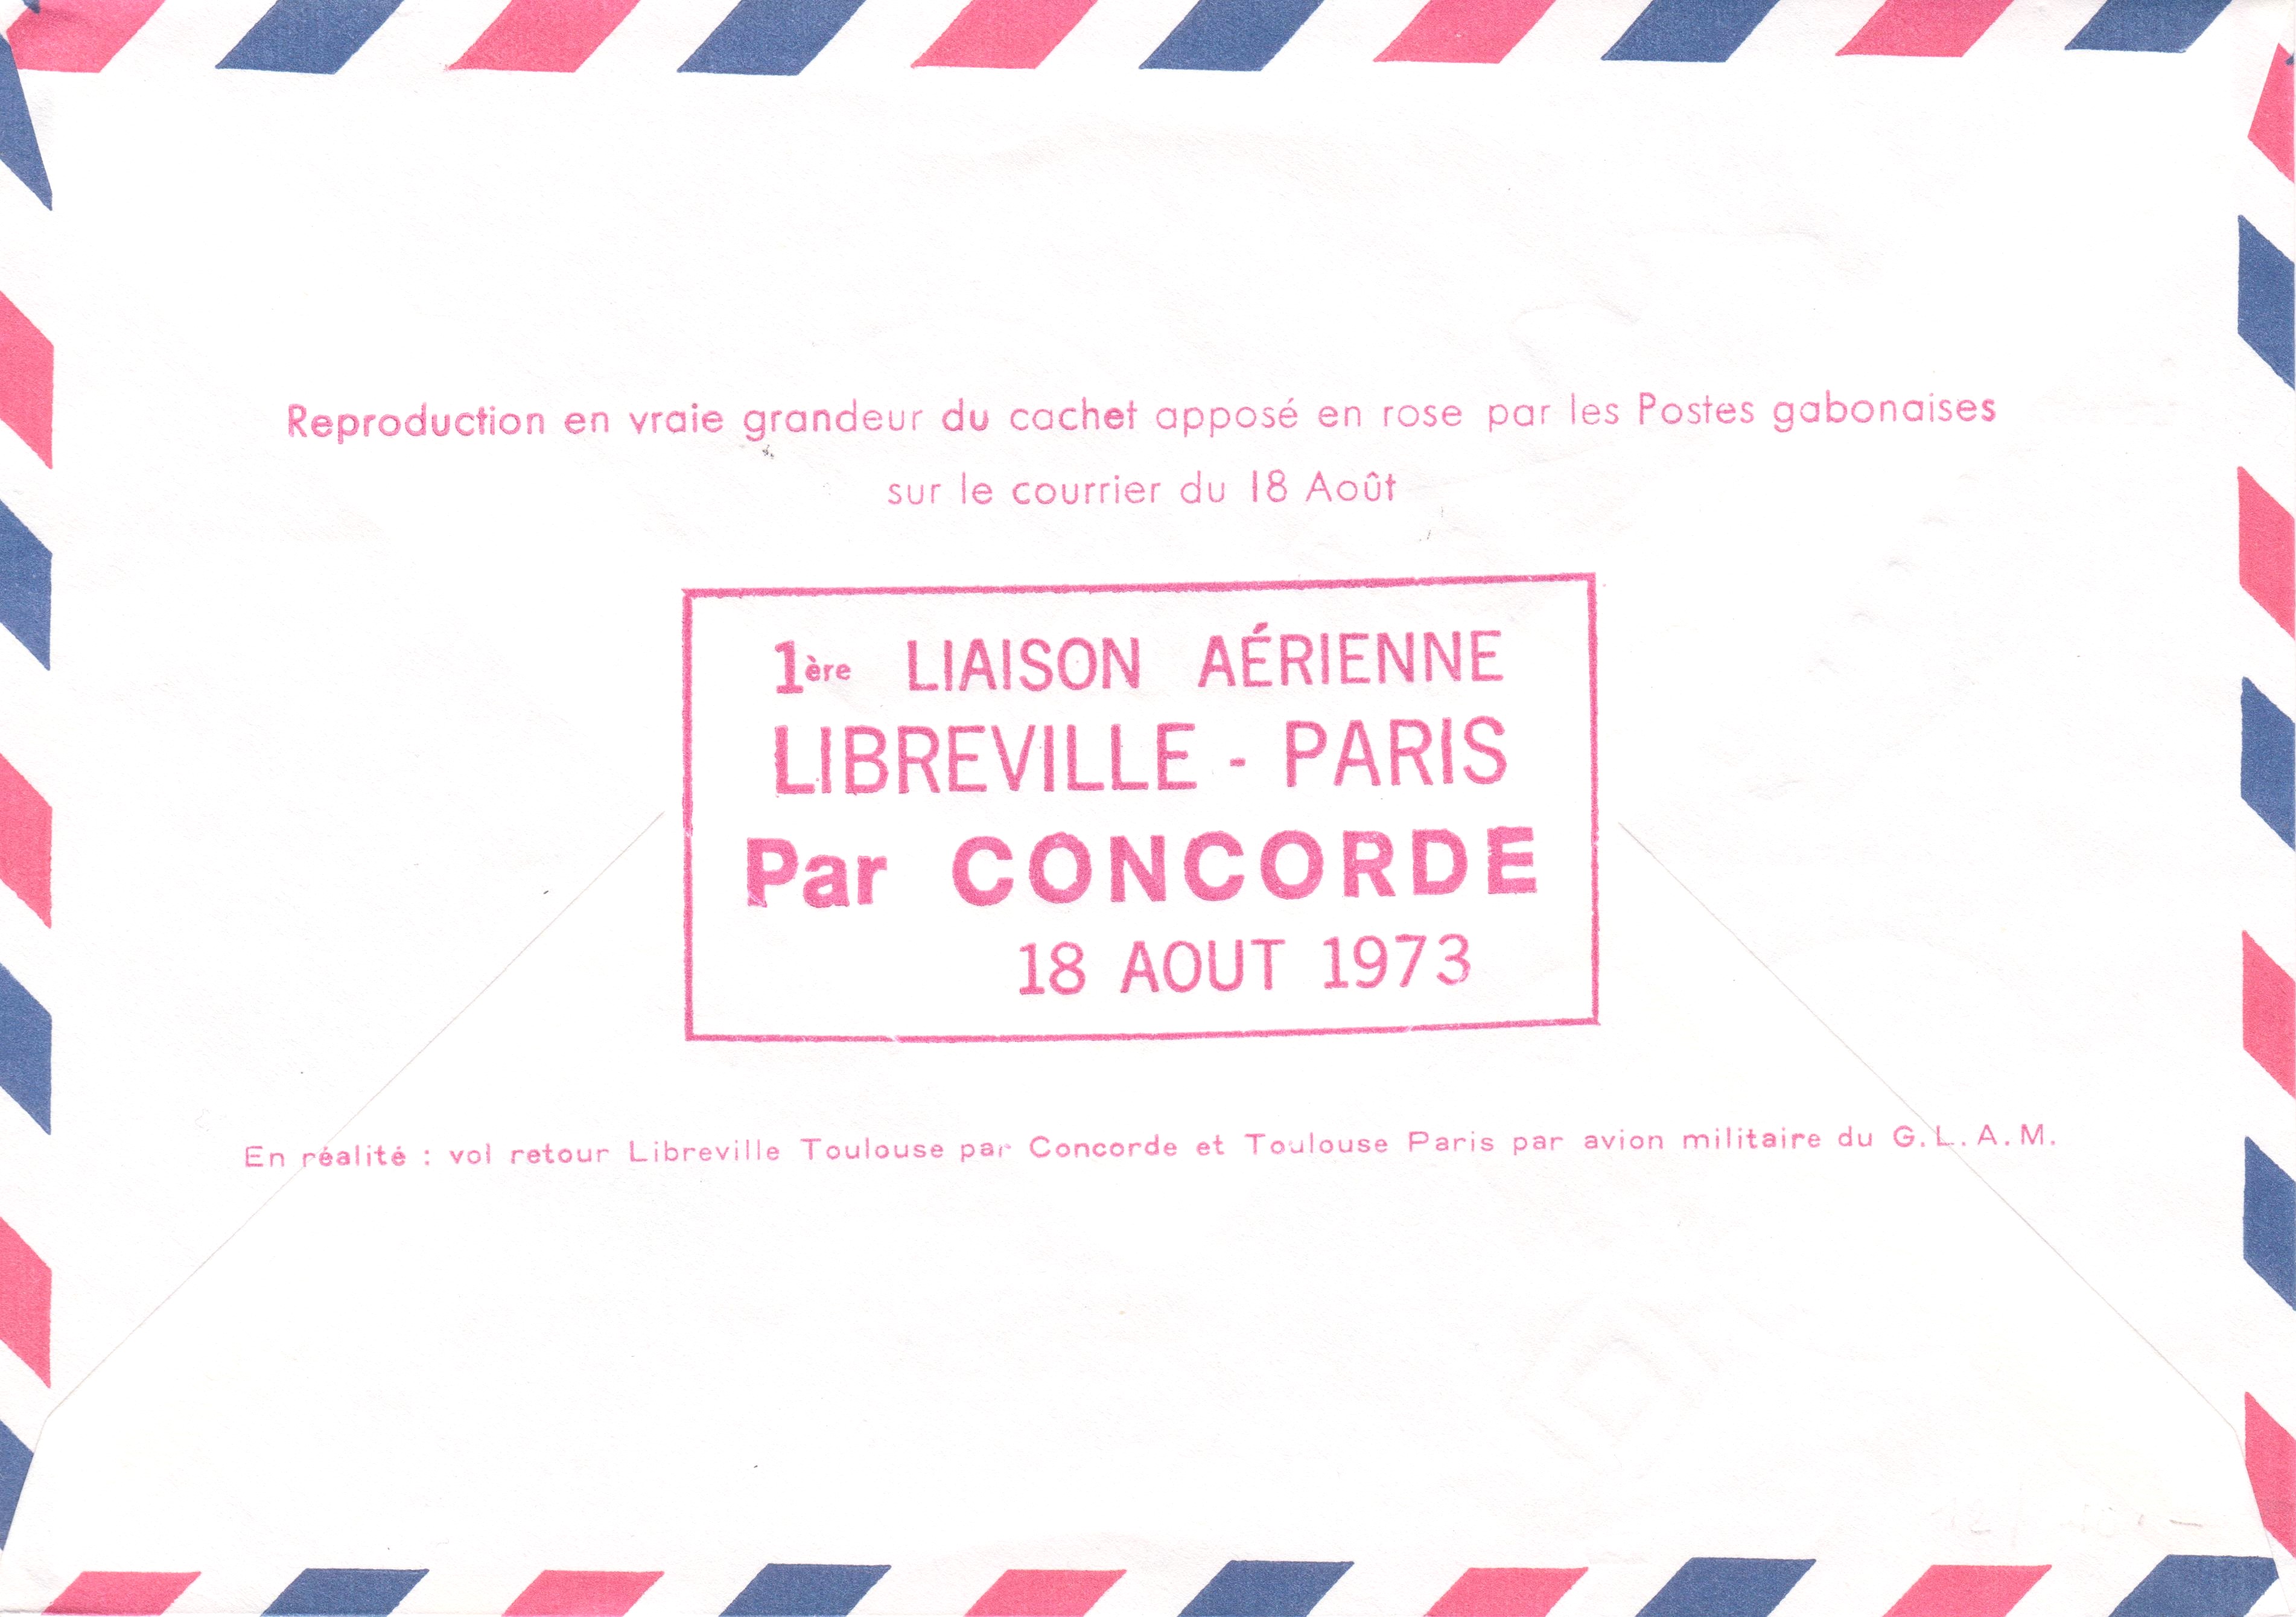 Reproduction en vraie grandeur du cachet apposé en rose par les Postes gabonaises
sur le courrier du 18 Août
1ère LIAISON AÉRIENNE
LIBREVILLE - PARIS
Par CONCORDE
18 AOUT 1973
En réalité : vol retour Libreville Toulouse par Concorde et Toulouse Paris par avion militaire du G.L.A.M.